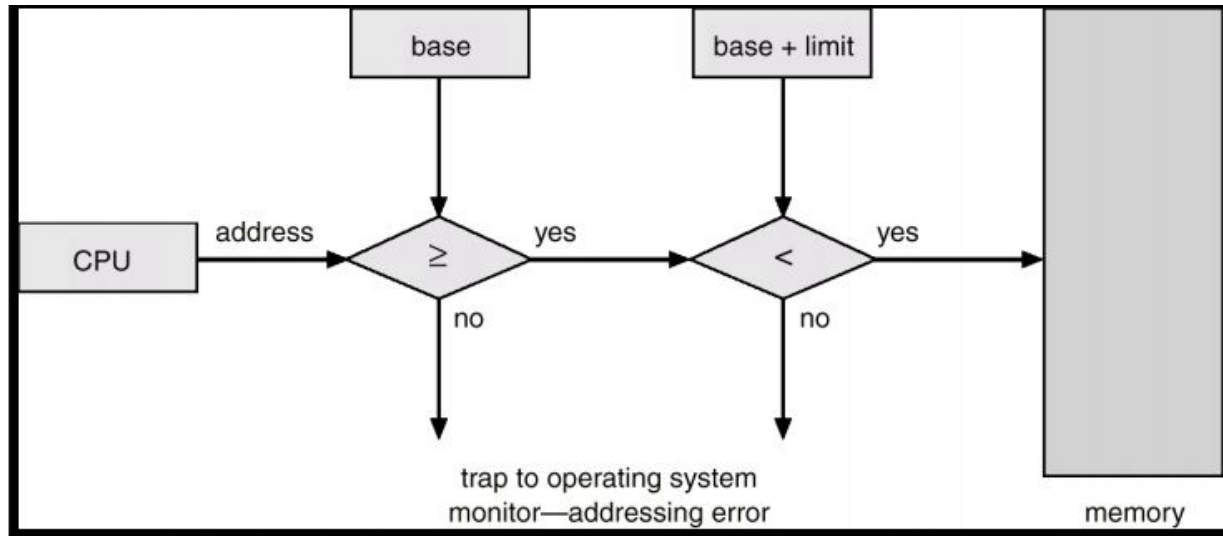 base
base + limit
address
yes
yes
CPU
≥
<
no
no
trap to operating system
monitor—addressing error
memory